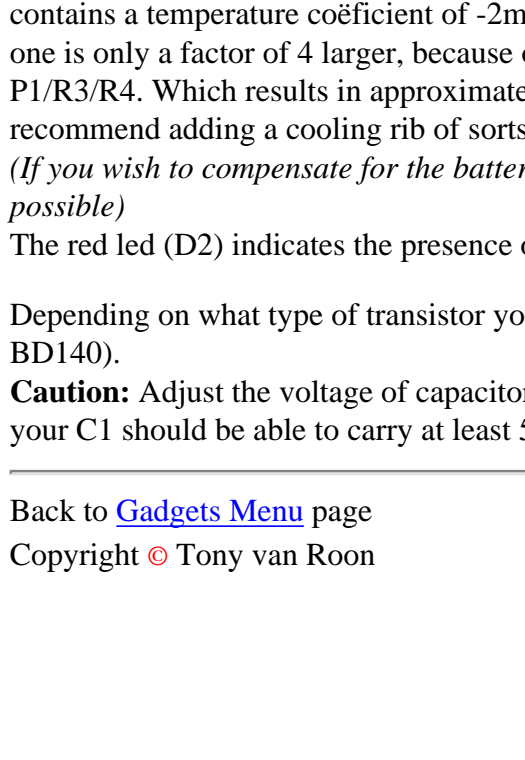 contains a temperature coëficient of -2m
one is only a factor of 4 larger, because
P1/R3/R4. Which results in approximate
recommend adding a cooling rib of sorts
(If you wish to compensate for the batter
possible)
The red led (D2) indicates the presence
Depending on what type of transistor yo
BD140).
Caution: Adjust the voltage of capacitor
your C1 should be able to carry at least
Back to Gadgets Menu page
Copyright © Tony van Roon